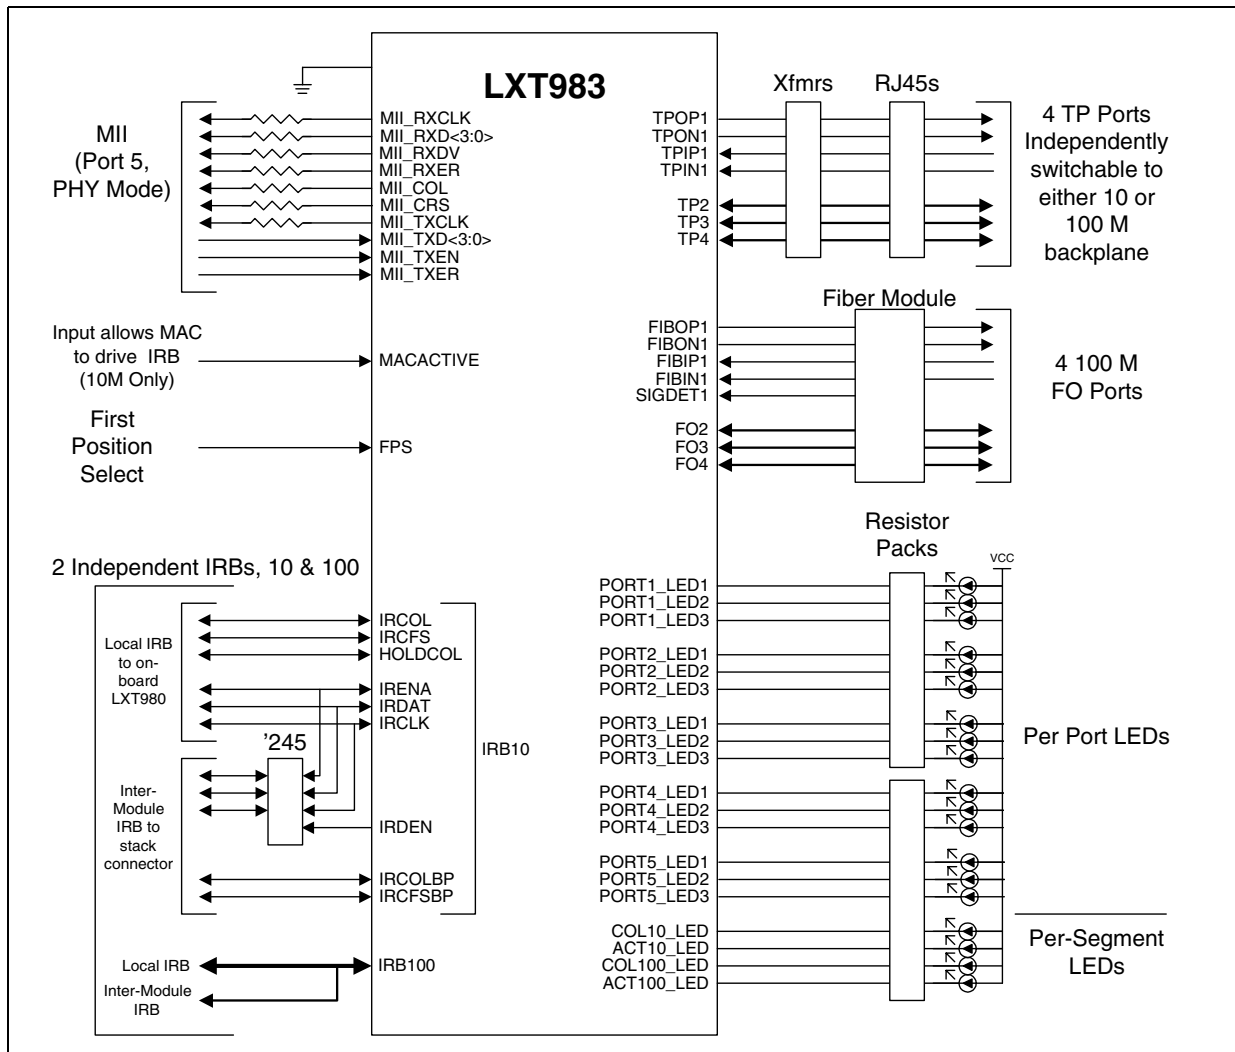 LXT983
MII
(Port 5,
PHY Mode)
MII_RXCLK
MII_RXD<3:0>
MII_RXDV
MII_RXER
MII_COL
MII_CRS
MII_TXCLK
MII_TXD<3:0>
MII_TXEN
MII_TXER
Input allows MAC
to drive IRB
(10M Only)
MACACTIVE
First
Position
Select
FPS
2 Independent IRBs, 10 & 100
Local IRB
to on-
board
LXT980
IRCOL
IRCFS
HOLDCOL
IRENA
IRDAT
IRCLK
'245
IRB10
Inter-
Module
IRB to
stack
connector
IRDEN
IRCOLBP
IRCFSBP
Local IRB
IRB100
Inter-Module
IRB
Xfmrs
RJ45s
TPOP1
TPON1
TPIP1
TPIN1
TP2
TP3
TP4
4 TP Ports
Independently
switchable to
either 10 or
100 M
backplane
Fiber Module
FIBOP1
FIBON1
FIBIP1
FIBIN1
SIGDET1
FO2
FO3
FO4
4 100 M
FO Ports
Resistor
Packs
VCC
PORT1_LED1
PORT1_LED2
PORT1_LED3
PORT2_LED1
PORT2_LED2
PORT2_LED3
PORT3_LED1
PORT3_LED2
PORT3_LED3
PORT4_LED1
PORT4_LED2
PORT4_LED3
PORT5_LED1
PORT5_LED2
PORT5_LED3
Per Port LEDs
COL10_LED
ACT10_LED
COL100_LED
ACT100_LED
Per-Segment
LEDs